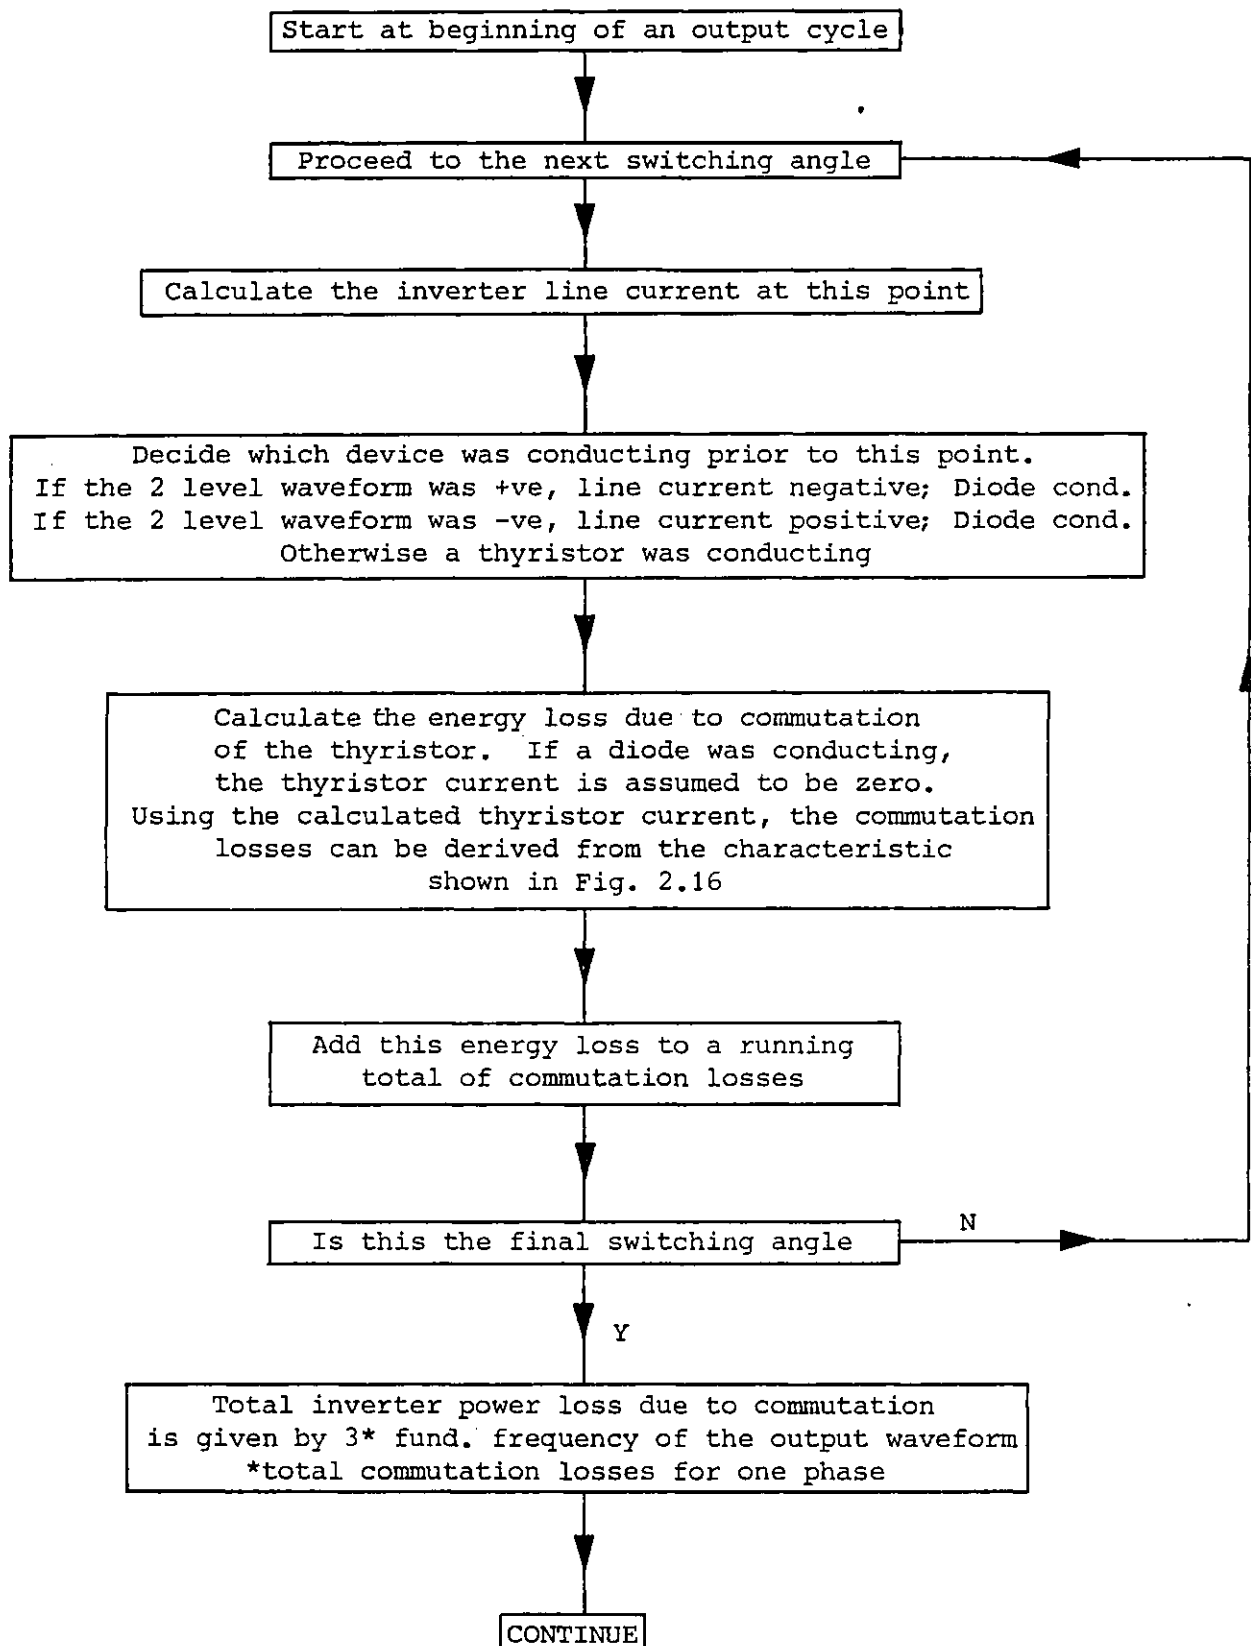 Start at beginning of an output cycle
Proceed to the next switching angle
Calculate the inverter line current at this point
Decide which device was conducting prior to this point.
If the 2 level waveform was +ve, line current negative; Diode cond.
If the 2 level waveform was -ve, line current positive; Diode cond.
Otherwise a thyristor was conducting
Calculate the energy loss due to commutation
of the thyristor. If a diode was conducting,
the thyristor current is assumed to be zero.
Using the calculated thyristor current, the commutation
losses can be derived from the characteristic
shown in Fig. 2.16
Add this energy loss to a running
total of commutation losses
Is this the final switching angle
N
Y
Total inverter power loss due to commutation
is given by 3* fund. frequency of the output waveform
*total commutation losses for one phase
CONTINUE